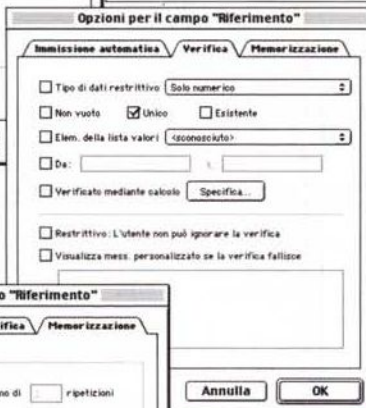 Opzioni per il campo "Riferimento"
Immissione automatica Verifica Memorizzazione
Tipo di dati restrittivo Solo numerico
Non vuoto Unico Esistente
Elem. della lista valori <sconosciuto>
Da:
Verificato mediante calcolo Specifica...
Restrittivo: L'utente non può ignorare la verifica
Visualizza mess. personalizzato se la verifica fallisce
o "Riferimento"
ifica Memorizzazione
mo di ripetizioni
Annulla OK